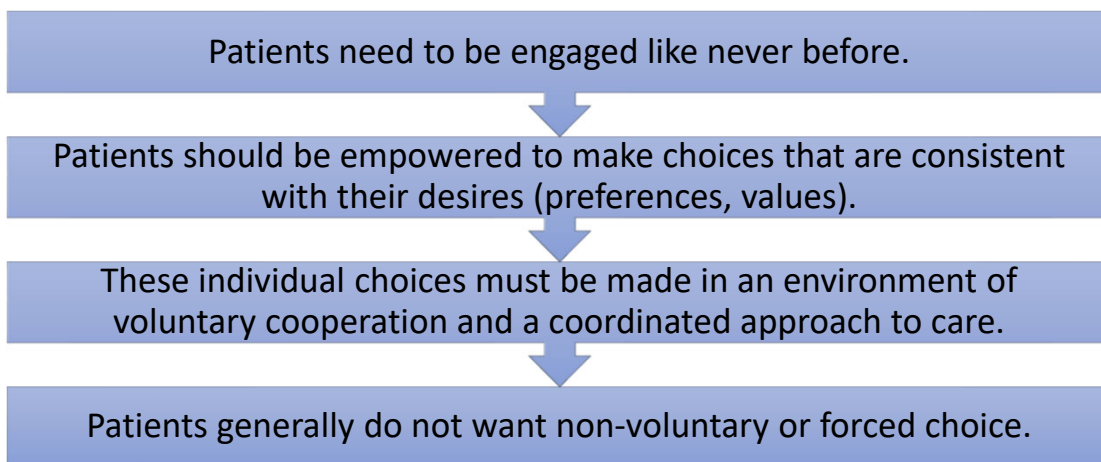 Patients need to be engaged like never before.
Patients should be empowered to make choices that are consistent
with their desires (preferences, values).
These individual choices must be made in an environment of
voluntary cooperation and a coordinated approach to care.
Patients generally do not want non-voluntary or forced choice.